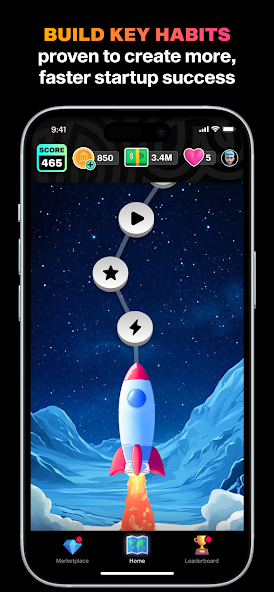 BUILD KEY HABITS
proven to create more,
faster startup success
9:41
SCORE
465
850
3.4M
5
Marketplace
Home
Leaderboard